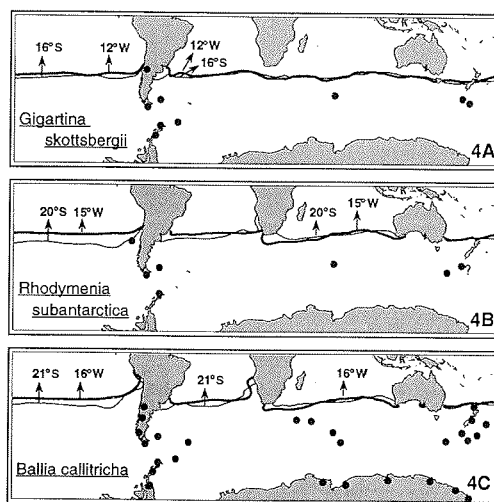 16°S 12°W 12°W
16°S
Gigartina
skottsbergii
4A
20°S 15°W 20°S 15°W
?
Rhodymenia
subantarctica
4B
21°S 16°W 21°S 16°W
Ballia callitricha
4C